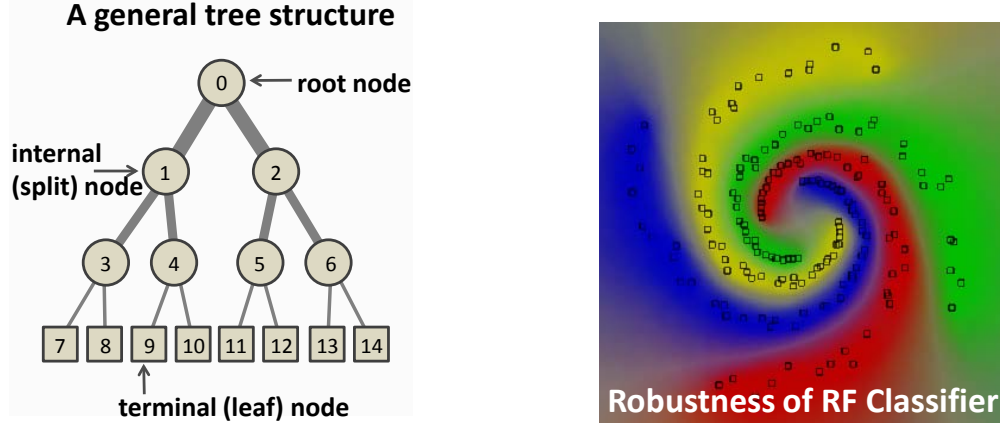 A general tree structure
0
root node
internal
(split) node
1
2
3
4
5
6
7
8
9
10
11
12
13
14
terminal (leaf) node
Robustness of RF Classifier